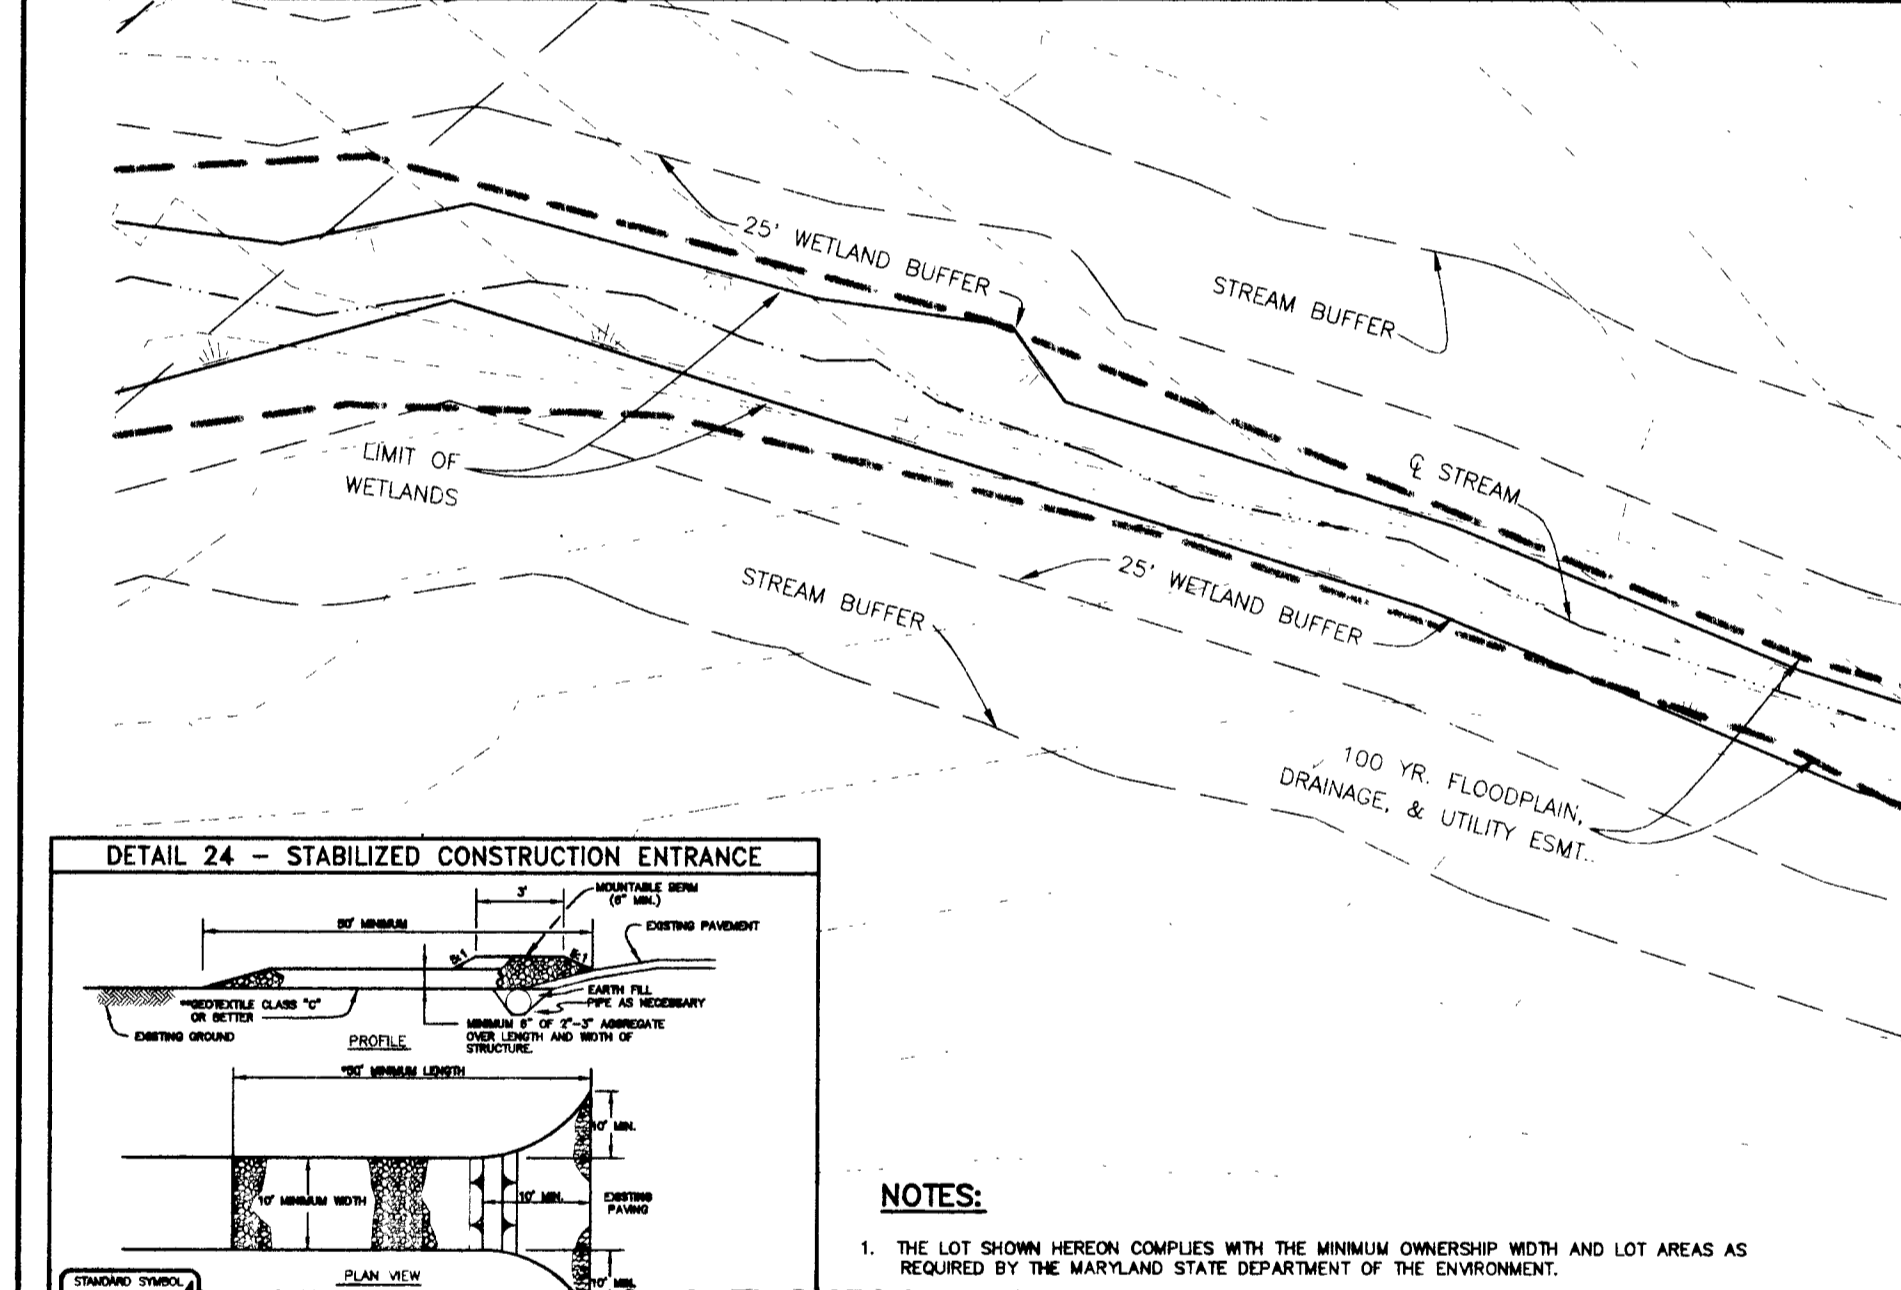 25' WETLAND BUFFER
STREAM BUFFER
LIMIT OF
WETLANDS
℄ STREAM
STREAM BUFFER
25' WETLAND BUFFER
100 YR. FLOODPLAIN,
DRAINAGE, & UTILITY ESMT.
DETAIL 24 - STABILIZED CONSTRUCTION ENTRANCE
3'
MOUNTABLE BERM
(6" MIN.)
50' MINIMUM
EXISTING PAVEMENT
**GEOTEXTILE CLASS "C"
OR BETTER
EARTH FILL
PIPE AS NECESSARY
EXISTING GROUND
MINIMUM 6" OF 2"-3" AGGREGATE
OVER LENGTH AND WIDTH OF
STRUCTURE.
PROFILE
*50' MINIMUM LENGTH
10' MIN.
10' MINIMUM WIDTH
10' MIN.
EXISTING
PAVING
10' MIN.
PLAN VIEW
STANDARD SYMBOL
NOTES:
1. THE LOT SHOWN HEREON COMPLIES WITH THE MINIMUM OWNERSHIP WIDTH AND LOT AREAS AS
REQUIRED BY THE MARYLAND STATE DEPARTMENT OF THE ENVIRONMENT.